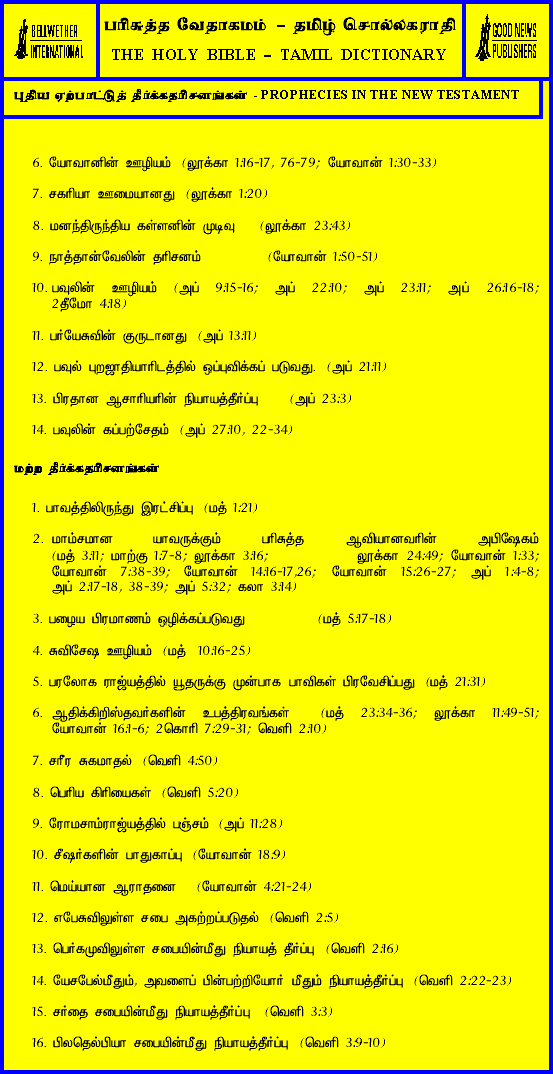 BELLWETHER
INTERNATIONAL
பரிசுத்த வேதாகமம் – தமிழ் சொல்லகராதி
THE HOLY BIBLE – TAMIL DICTIONARY
GOOD NEWS
PUBLISHERS
புதிய ஏற்பாட்டுத் தீர்க்கதரிசனங்கள் - PROPHECIES IN THE NEW TESTAMENT
6. யோவானின் ஊழியம் (லூக்கா 1:16-17, 76-79; யோவான் 1:30-33)
7. சகரியா ஊமையானது (லூக்கா 1:20)
8. மனந்திருந்திய கள்ளனின் முடிவு (லூக்கா 23:43)
9. நாத்தான்வேலின் தரிசனம் (யோவான் 1:50-51)
10. பவுலின் ஊழியம் (அப் 9:15-16; அப் 22:10; அப் 23:11; அப் 26:16-18;
2தீமோ 4:18)
11. பர்யேசுவின் குருடானது (அப் 13:11)
12. பவுல் புறஜாதியாரிடத்தில் ஒப்புவிக்கப் படுவது. (அப் 21:11)
13. பிரதான ஆசாரியரின் நியாயத்தீர்ப்பு (அப் 23:3)
14. பவுலின் கப்பற்சேதம் (அப் 27:10, 22-34)
மற்ற தீர்க்கதரிசனங்கள்
1. பாவத்திலிருந்து இரட்சிப்பு (மத் 1:21)
2. மாம்சமான யாவருக்கும் பரிசுத்த ஆவியானவரின் அபிஷேகம்
(மத் 3:11; மாற்கு 1:7-8; லூக்கா 3:16; லூக்கா 24:49; யோவான் 1:33;
யோவான் 7:38-39; யோவான் 14:16-17,26; யோவான் 15:26-27; அப் 1:4-8;
அப் 2:17-18, 38-39; அப் 5:32; கலா 3:14)
3. பழைய பிரமாணம் ஒழிக்கப்படுவது (மத் 5:17-18)
4. சுவிசேஷ ஊழியம் (மத் 10:16-25)
5. பரலோக ராஜ்யத்தில் யூதருக்கு முன்பாக பாவிகள் பிரவேசிப்பது (மத் 21:31)
6. ஆதிக்கிறிஸ்தவர்களின் உபத்திரவங்கள் (மத் 23:34-36; லூக்கா 11:49-51;
யோவான் 16:1-6; 2கொரி 7:29-31; வெளி 2:10)
7. சரீர சுகமாதல் (வெளி 4:50)
8. பெரிய கிரியைகள் (வெளி 5:20)
9. ரோமசாம்ராஜ்யத்தில் பஞ்சம் (அப் 11:28)
10. சீஷர்களின் பாதுகாப்பு (யோவான் 18:9)
11. மெய்யான ஆராதனை (யோவான் 4:21-24)
12. எபேசுவிலுள்ள சபை அகற்றப்படுதல் (வெளி 2:5)
13. பெர்கமுவிலுள்ள சபையின்மீது நியாயத் தீர்ப்பு (வெளி 2:16)
14. யேசபேல்மீதும், அவளைப் பின்பற்றியோர் மீதும் நியாயத்தீர்ப்பு (வெளி 2:22-23)
15. சர்தை சபையின்மீது நியாயத்தீர்ப்பு (வெளி 3:3)
16. பிலதெல்பியா சபையின்மீது நியாயத்தீர்ப்பு (வெளி 3:9-10)